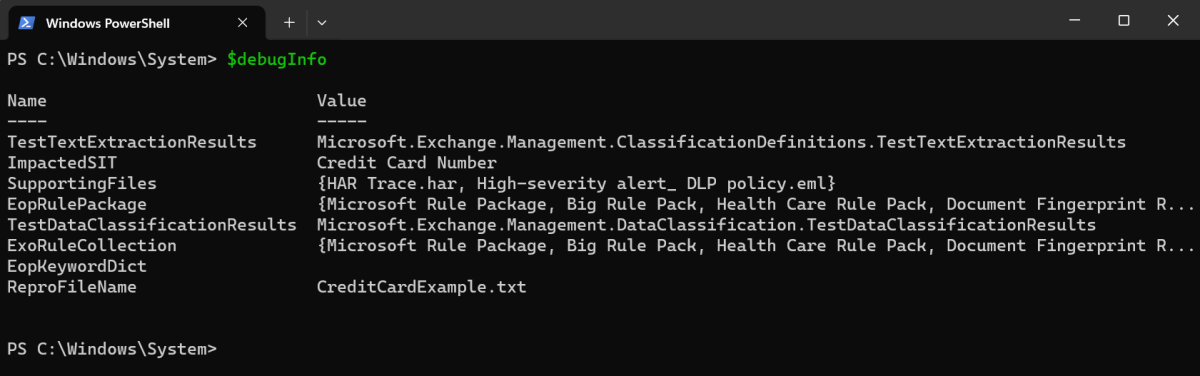 Windows PowerShell
PS C:\Windows\System> $debugInfo
Name                           Value
----                           -----
TestTextExtractionResults      Microsoft.Exchange.Management.ClassificationDefinitions.TestTextExtractionResults
ImpactedSIT                    Credit Card Number
SupportingFiles                {HAR Trace.har, High-severity alert_ DLP policy.eml}
EopRulePackage                 {Microsoft Rule Package, Big Rule Pack, Health Care Rule Pack, Document Fingerprint R...
TestDataClassificationResults  Microsoft.Exchange.Management.DataClassification.TestDataClassificationResults
ExoRuleCollection              {Microsoft Rule Package, Big Rule Pack, Health Care Rule Pack, Document Fingerprint R...
EopKeywordDict
ReproFileName                  CreditCardExample.txt
PS C:\Windows\System>